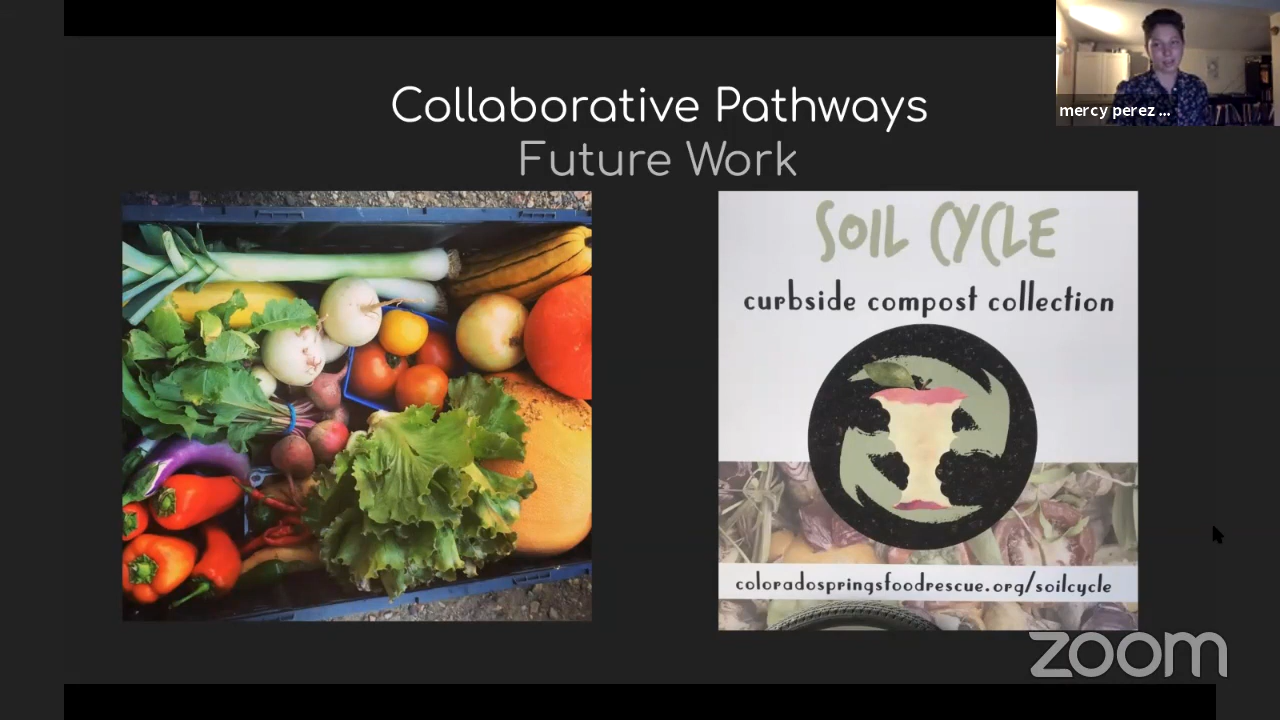 Collaborative Pathways
Future Work
mercy perez ...
SOIL CYCLE
curbside compost collection
coloradospringsfoodrescue.org/soilcycle
zoom